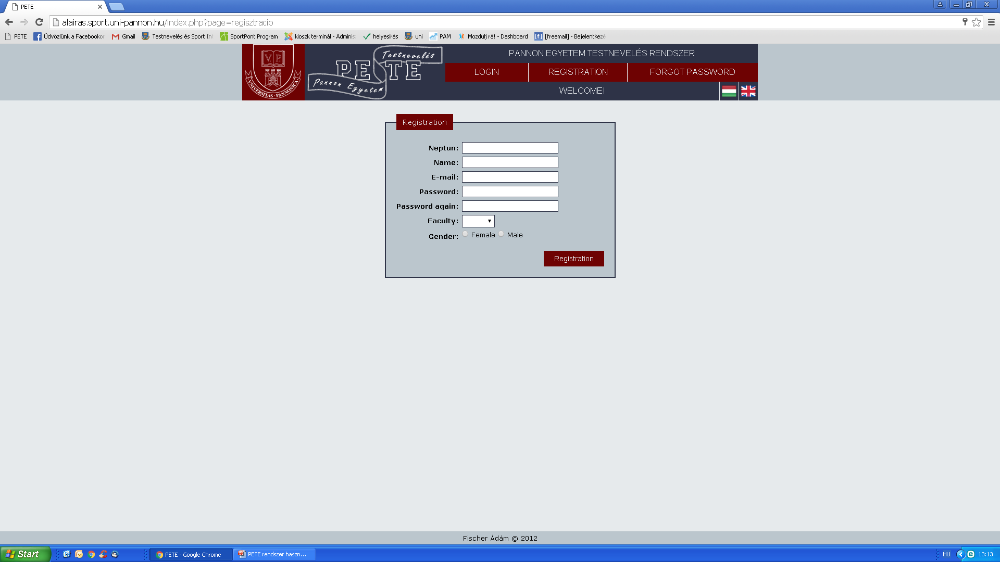 PETE
alairas.sport.uni-pannon.hu/index.php?page=regisztracio
PETE Üdvözlünk a Facebookon Gmail Testnevelés és Sport In SportPont Program kioszk terminál - Adminis helyesírás uni PAM Mozdulj rá! - Dashboard [freemail] - Bejelentkezé
V.P.
UNIVERSITAS · PANNONICA
Testnevelés
PETE
Pannon Egyetem
PANNON EGYETEM TESTNEVELÉS RENDSZER
LOGIN REGISTRATION FORGOT PASSWORD
WELCOME!
Registration
Neptun:
Name:
E-mail:
Password:
Password again:
Faculty:
Gender: Female Male
Registration
Fischer Ádám © 2012
Start PETE - Google Chrome PETE rendszer haszn... HU 13:13